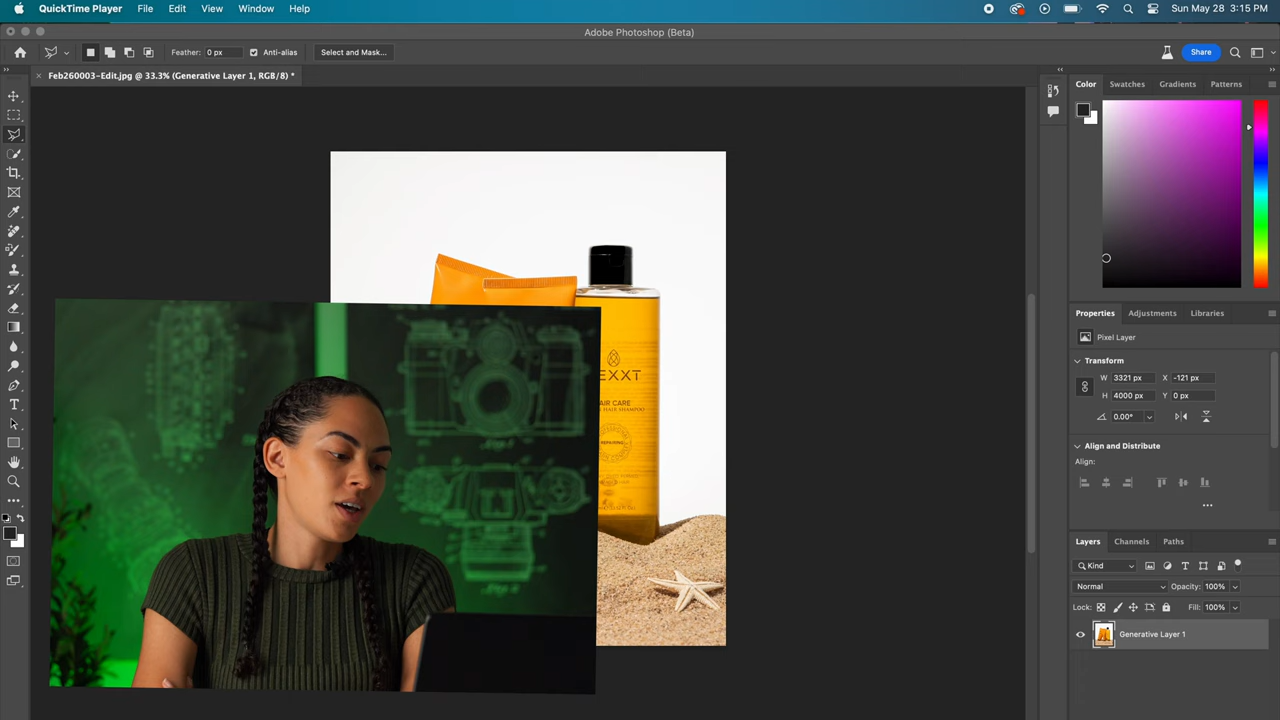 QuickTime Player File Edit View Window Help Sun May 28 3:15 PM
Adobe Photoshop (Beta)
Feather: 0 px Anti-alias Select and Mask... Share
Feb260003-Edit.jpg @ 33.3% (Generative Layer 1, RGB/8) *
Color Swatches Gradients Patterns
EXXT
AIR CARE
HAIR SHAMPOO
REPAIRING
Properties Adjustments Libraries
Pixel Layer
Transform
W 3321 px X -121 px
H 4000 px Y 0 px
0.00°
Align and Distribute
Align:
Layers Channels Paths
Kind
Normal Opacity: 100%
Lock: Fill: 100%
Generative Layer 1